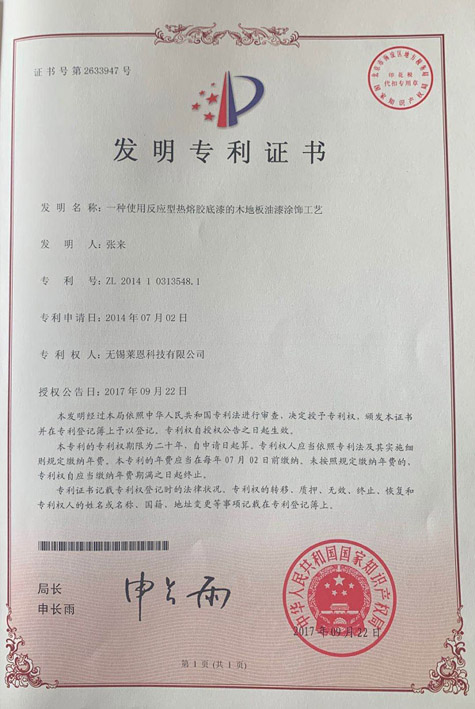 证书号第2633947号
印花税
代扣专用章
国家知识产权局
发明专利证书
发明名称：一种使用反应型热熔胶底漆的木地板油漆涂饰工艺
发明人：张来
专利号：ZL 2014 1 0313548.1
专利申请日：2014年07月02日
专利权人：无锡莱恩科技有限公司
授权公告日：2017年09月22日
本发明经过本局依照中华人民共和国专利法进行审查，决定授予专利权，颁发本证书
并在专利登记簿上予以登记。专利权自授权公告之日起生效。
本专利的专利权期限为二十年，自申请日起算。专利权人应当依照专利法及其实施细
则规定缴纳年费。本专利的年费应当在每年07月02日前缴纳。未按照规定缴纳年费的，
专利权自应当缴纳年费期满之日起终止。
专利证书记载专利权登记时的法律状况。专利权的转移、质押、无效、终止、恢复和
专利权人的姓名或名称、国籍、地址变更等事项记载在专利登记簿上。
局长
申长雨
申长雨
中华人民共和国国家知识产权局
2017年09月22日
第1页（共1页）